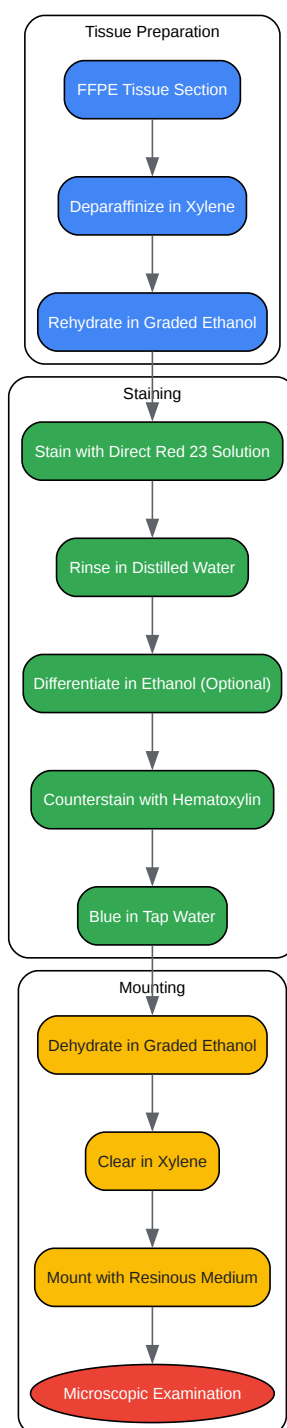 Tissue Preparation
FFPE Tissue Section
Deparaffinize in Xylene
Rehydrate in Graded Ethanol
Staining
Stain with Direct Red 23 Solution
Rinse in Distilled Water
Differentiate in Ethanol (Optional)
Counterstain with Hematoxylin
Blue in Tap Water
Mounting
Dehydrate in Graded Ethanol
Clear in Xylene
Mount with Resinous Medium
Microscopic Examination